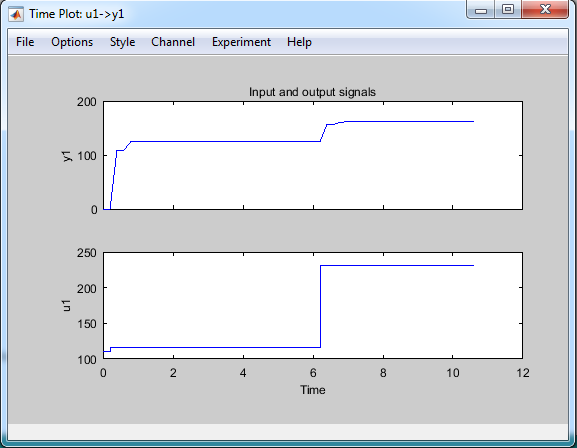 Time Plot: u1->y1
File Options Style Channel Experiment Help
Input and output signals
200
100
0
y1
250
200
150
100
u1
0 2 4 6 8 10 12
Time